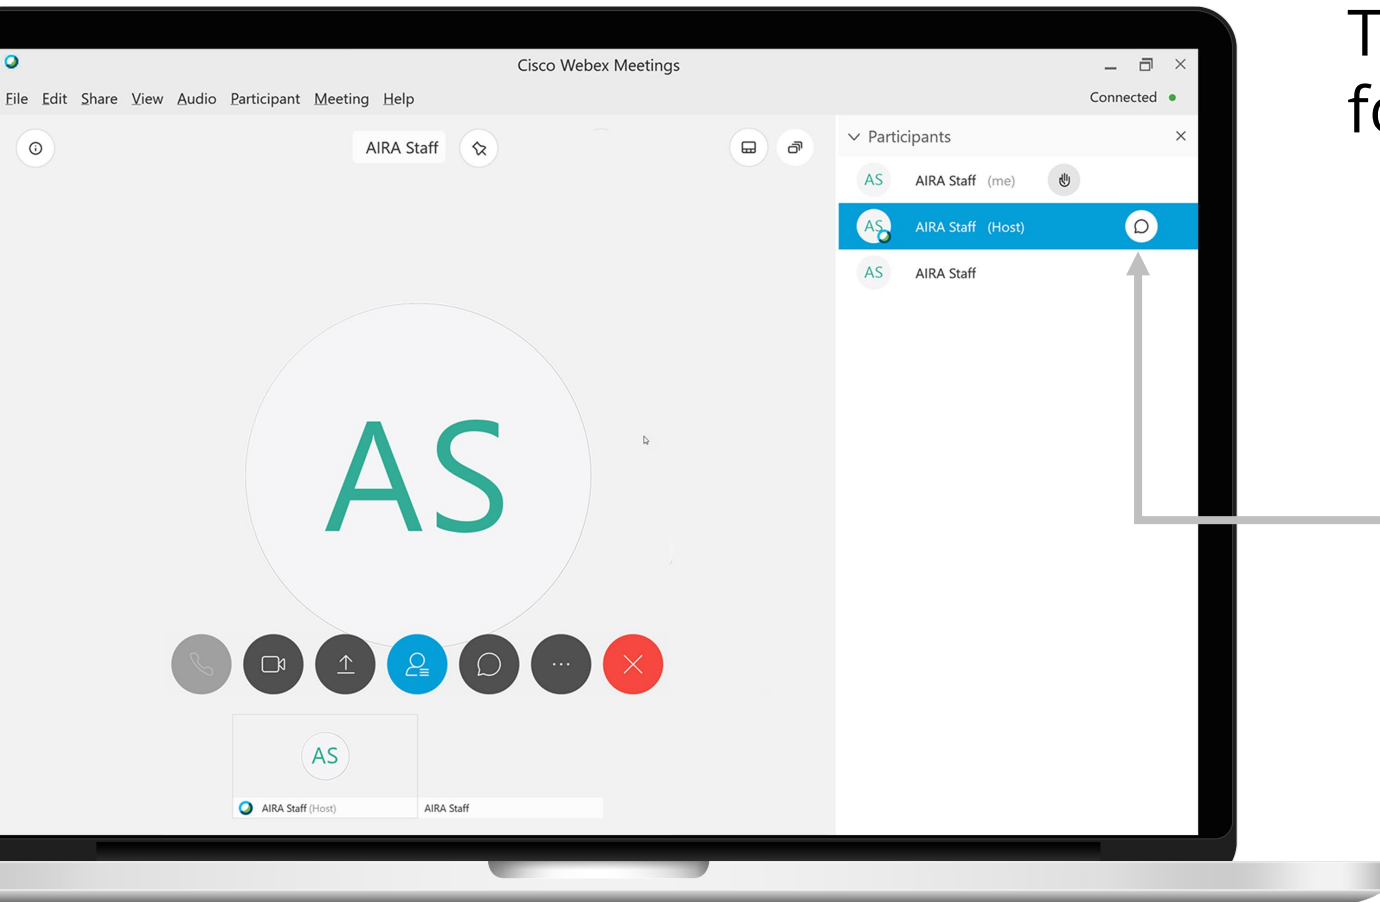 Cisco Webex Meetings
File Edit Share View Audio Participant Meeting Help
Connected
AIRA Staff
Participants
AS AIRA Staff (me)
AS AIRA Staff (Host)
AS AIRA Staff
AS
AS
AIRA Staff (Host)
AIRA Staff